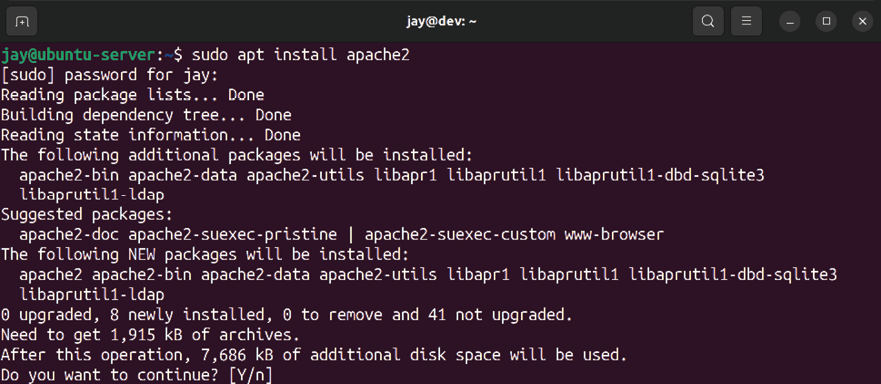 jay@dev: ~
jay@ubuntu-server:~$ sudo apt install apache2
[sudo] password for jay:
Reading package lists... Done
Building dependency tree... Done
Reading state information... Done
The following additional packages will be installed:
  apache2-bin apache2-data apache2-utils libapr1 libaprutil1 libaprutil1-dbd-sqlite3
  libaprutil1-ldap
Suggested packages:
  apache2-doc apache2-suexec-pristine | apache2-suexec-custom www-browser
The following NEW packages will be installed:
  apache2 apache2-bin apache2-data apache2-utils libapr1 libaprutil1 libaprutil1-dbd-sqlite3
  libaprutil1-ldap
0 upgraded, 8 newly installed, 0 to remove and 41 not upgraded.
Need to get 1,915 kB of archives.
After this operation, 7,686 kB of additional disk space will be used.
Do you want to continue? [Y/n]